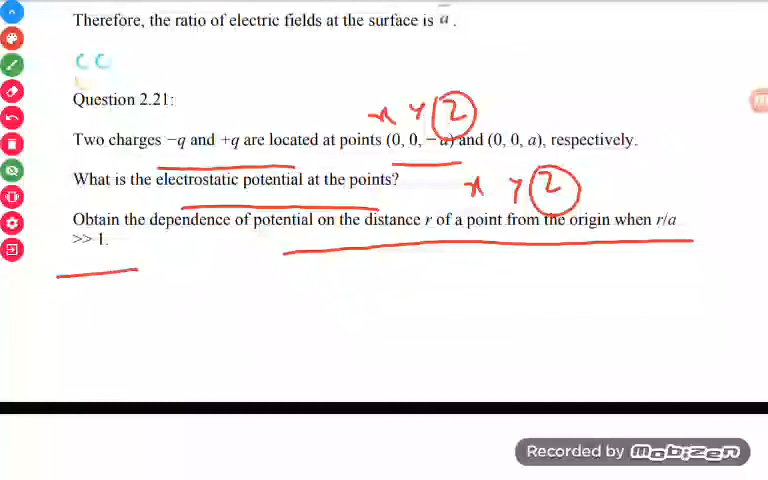 Therefore, the ratio of electric fields at the surface is a .
C C
Question 2.21:
x y 2
Two charges −q and +q are located at points (0, 0, − a) and (0, 0, a), respectively.
What is the electrostatic potential at the points?
x y 2
Obtain the dependence of potential on the distance r of a point from the origin when r/a
>> 1.
Recorded by mobizen